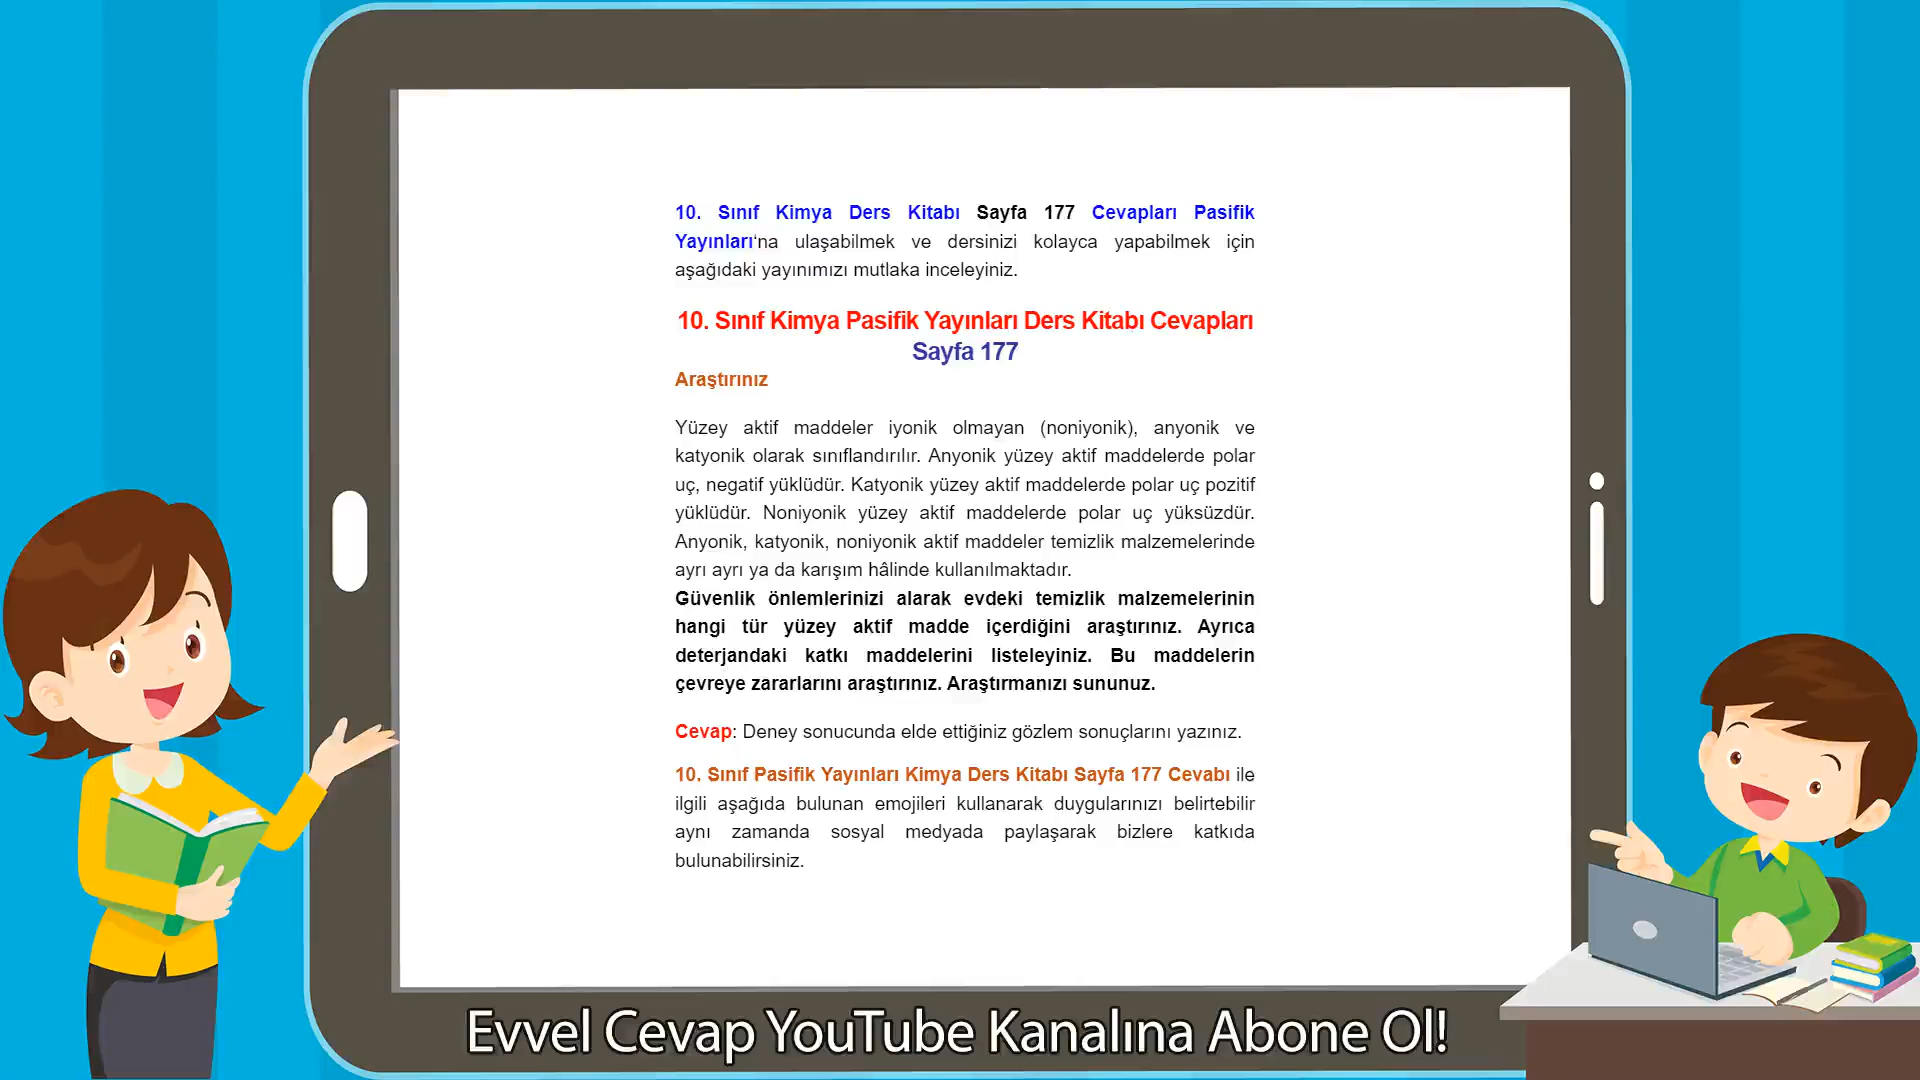 10. Sınıf Kimya Ders Kitabı Sayfa 177 Cevapları Pasifik
Yayınları'na ulaşabilmek ve dersinizi kolayca yapabilmek için
aşağıdaki yayınımızı mutlaka inceleyiniz.
10. Sınıf Kimya Pasifik Yayınları Ders Kitabı Cevapları
Sayfa 177
Araştırınız
Yüzey aktif maddeler iyonik olmayan (noniyonik), anyonik ve
katyonik olarak sınıflandırılır. Anyonik yüzey aktif maddelerde polar
uç, negatif yüklüdür. Katyonik yüzey aktif maddelerde polar uç pozitif
yüklüdür. Noniyonik yüzey aktif maddelerde polar uç yüksüzdür.
Anyonik, katyonik, noniyonik aktif maddeler temizlik malzemelerinde
ayrı ayrı ya da karışım hâlinde kullanılmaktadır.
Güvenlik önlemlerinizi alarak evdeki temizlik malzemelerinin
hangi tür yüzey aktif madde içerdiğini araştırınız. Ayrıca
deterjandaki katkı maddelerini listeleyiniz. Bu maddelerin
çevreye zararlarını araştırınız. Araştırmanızı sununuz.
Cevap: Deney sonucunda elde ettiğiniz gözlem sonuçlarını yazınız.
10. Sınıf Pasifik Yayınları Kimya Ders Kitabı Sayfa 177 Cevabı ile
ilgili aşağıda bulunan emojileri kullanarak duygularınızı belirtebilir
aynı zamanda sosyal medyada paylaşarak bizlere katkıda
bulunabilirsiniz.
Evvel Cevap YouTube Kanalına Abone Ol!